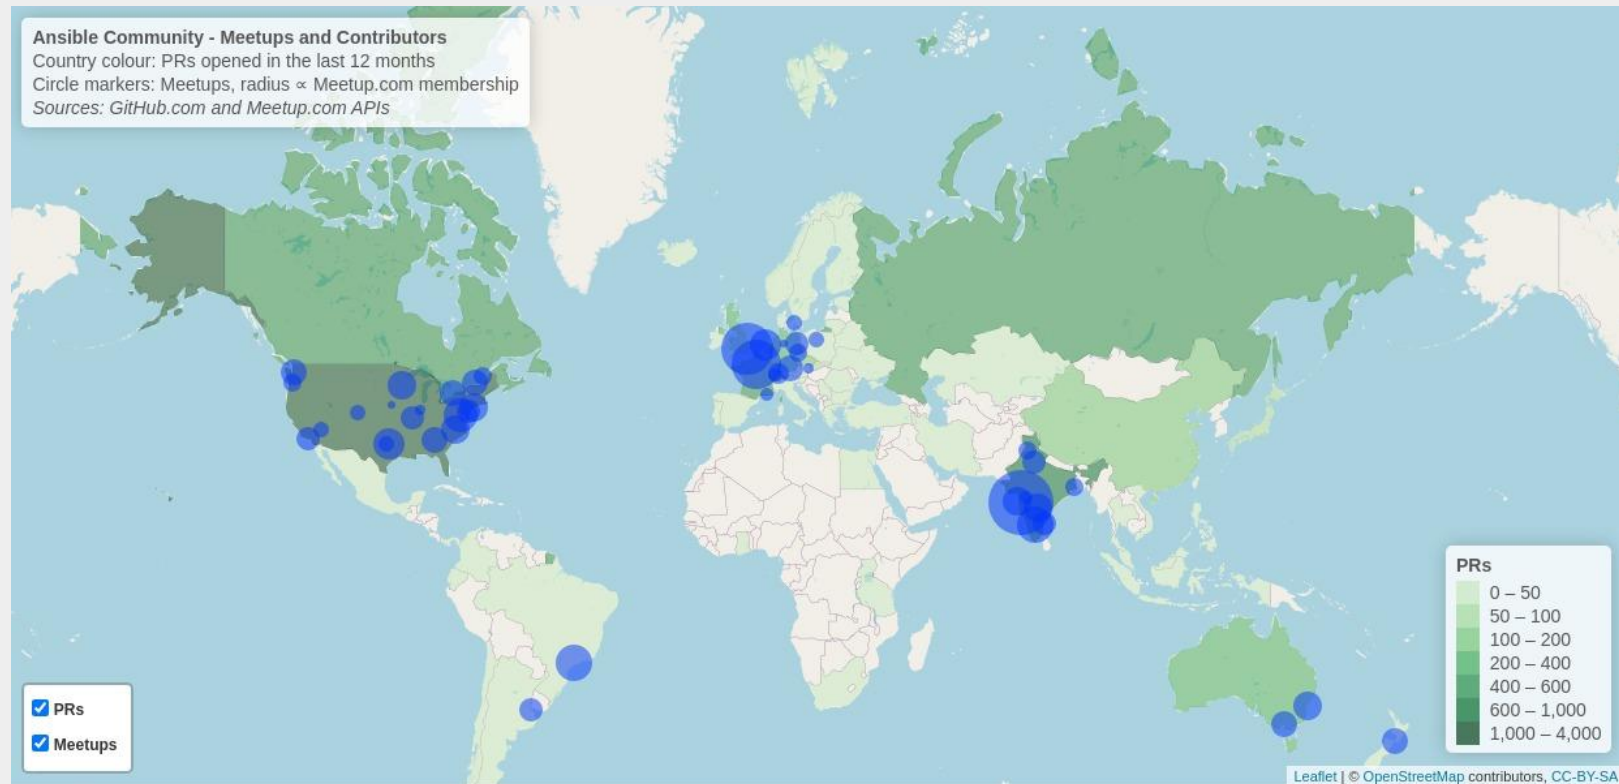 Ansible Community - Meetups and Contributors
Country colour: PRs opened in the last 12 months
Circle markers: Meetups, radius ∝ Meetup.com membership
Sources: GitHub.com and Meetup.com APIs
PRs
0 – 50
50 – 100
100 – 200
200 – 400
400 – 600
600 – 1,000
1,000 – 4,000
PRs
Meetups
Leaflet | © OpenStreetMap contributors, CC-BY-SA